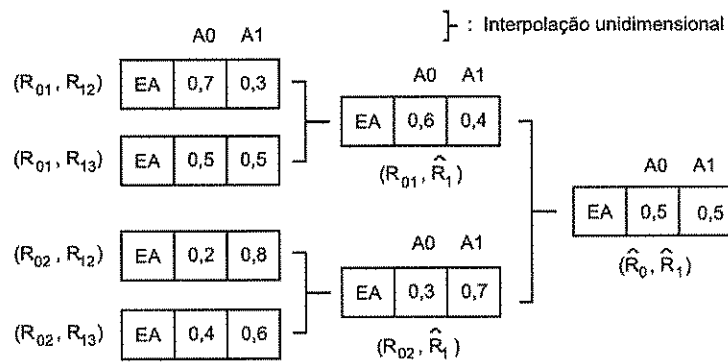 : Interpolação unidimensional
A0 A1
(R01, R12) EA 0,7 0,3
A0 A1
EA 0,6 0,4
(R01, R̂1)
(R01, R13) EA 0,5 0,5
A0 A1
EA 0,5 0,5
(R̂0, R̂1)
(R02, R12) EA 0,2 0,8
A0 A1
EA 0,3 0,7
(R02, R̂1)
(R02, R13) EA 0,4 0,6